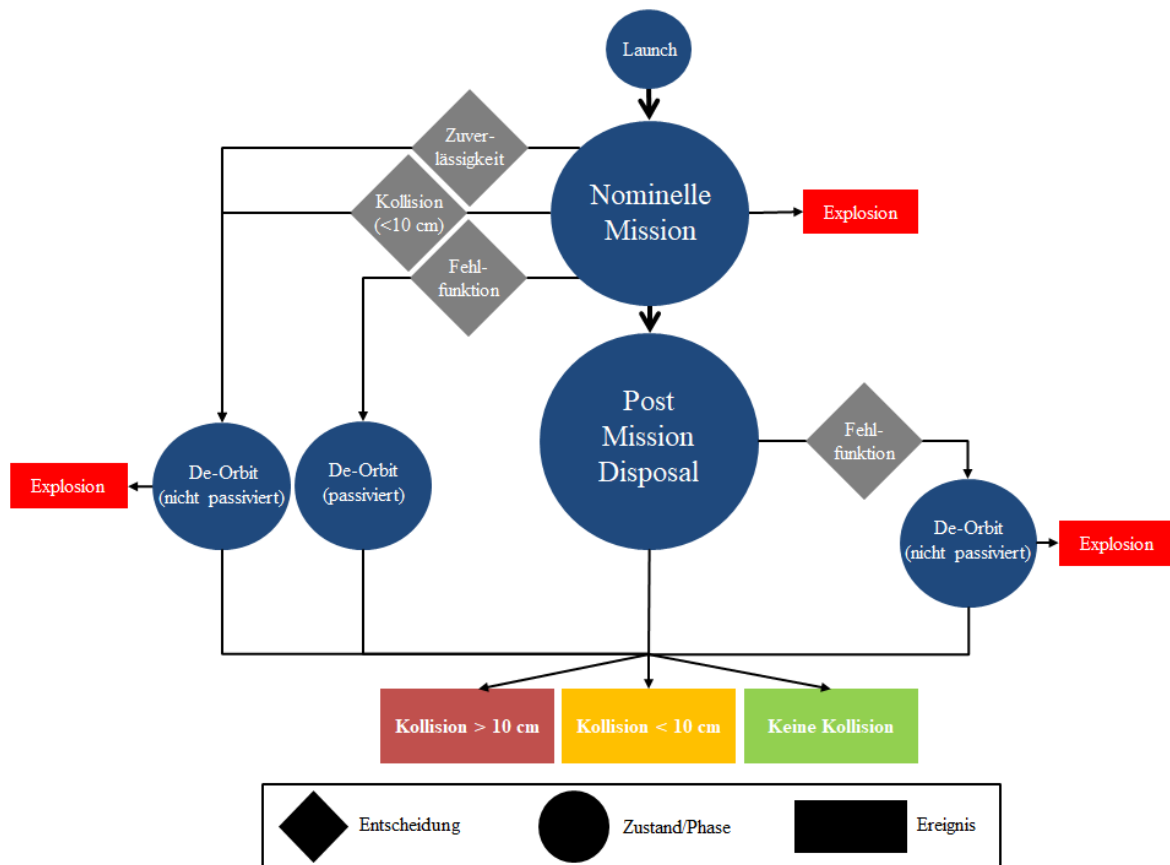 Launch
Zuver-
lässigkeit
Kollision
(<10 cm)
Fehl-
funktion
Nominelle
Mission
Explosion
Post
Mission
Disposal
Fehl-
funktion
Explosion
De-Orbit
(nicht passiviert)
De-Orbit
(passiviert)
De-Orbit
(nicht passiviert)
Explosion
Kollision > 10 cm
Kollision < 10 cm
Keine Kollision
Entscheidung
Zustand/Phase
Ereignis